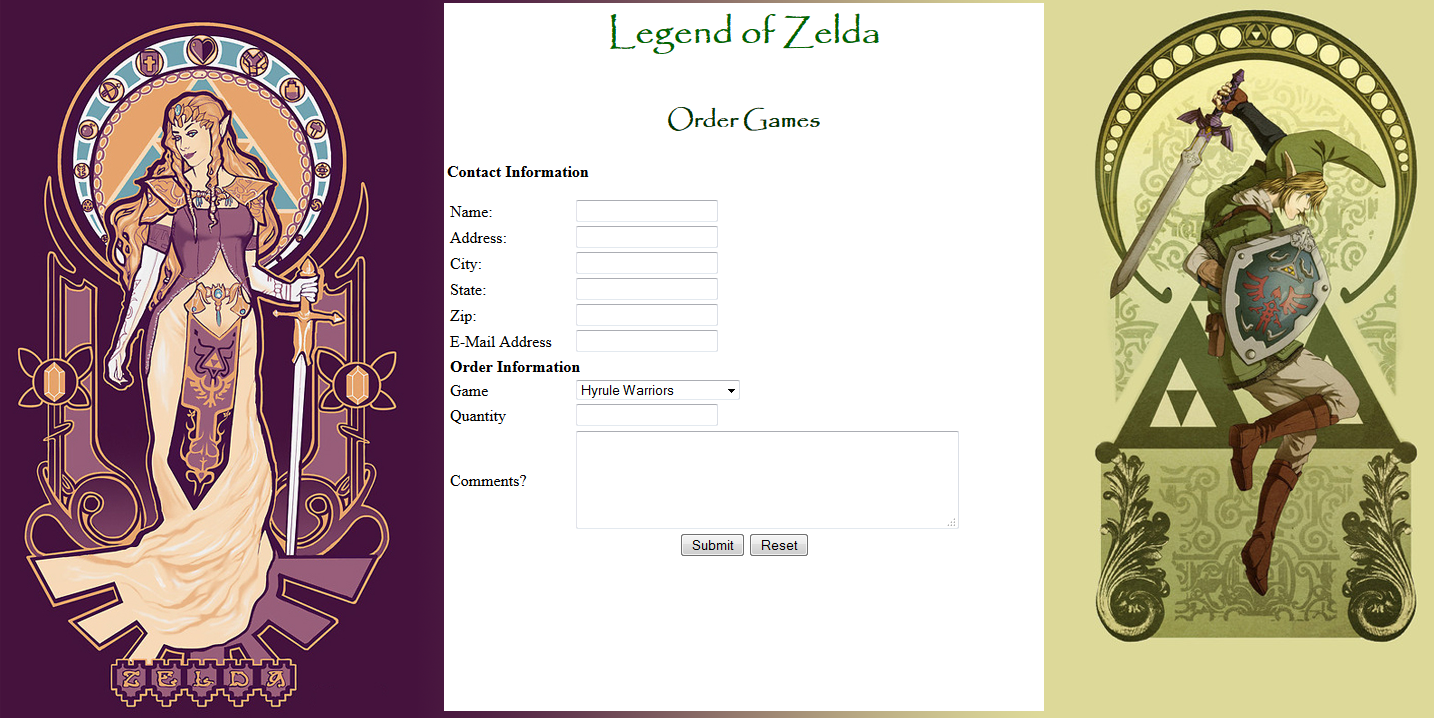 Legend of Zelda
Order Games
Contact Information
Name:
Address:
City:
State:
Zip:
E-Mail Address
Order Information
Game Hyrule Warriors
Quantity
Comments?
Submit Reset
ZELDA